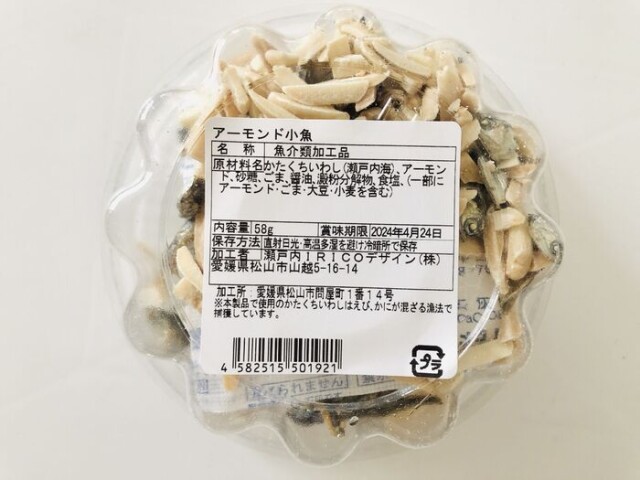 アーモンド小魚
名 称 魚介類加工品
原材料名かたくちいわし(瀬戸内海)、アーモン
ド、砂糖、ごま、醤油、澱粉分解物、食塩、(一部に
アーモンド・ごま・大豆・小麦を含む)
内容量 58g 賞味期限 2024年4月24日
保存方法 直射日光・高温多湿を避け冷暗所で保存
加工者 瀬戸内IRICOデザイン(株)
愛媛県松山市山越5-16-14
加工所:愛媛県松山市問屋町1番14号
※本製品で使用のかたくちいわしはえび、かにが混ざる漁法で
捕獲しています。
4 582515 501921
プラ
られません